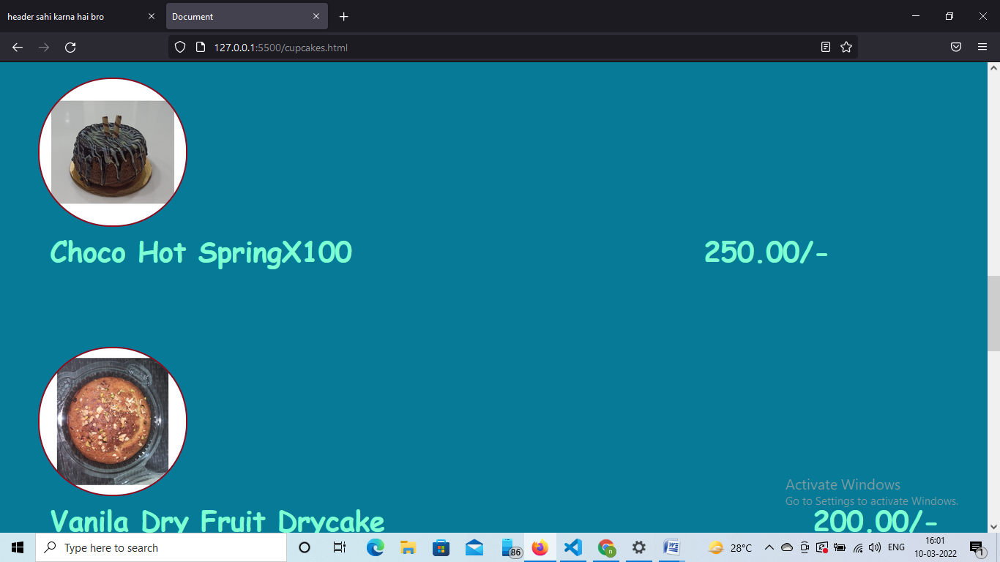 header sahi karna hai bro
Document
127.0.0.1:5500/cupcakes.html
Choco Hot SpringX100 250.00/-
Activate Windows
Go to Settings to activate Windows.
Vanila Dry Fruit Drycake 200.00/-
Type here to search
86
n
28°C
ENG
16:01
10-03-2022
1